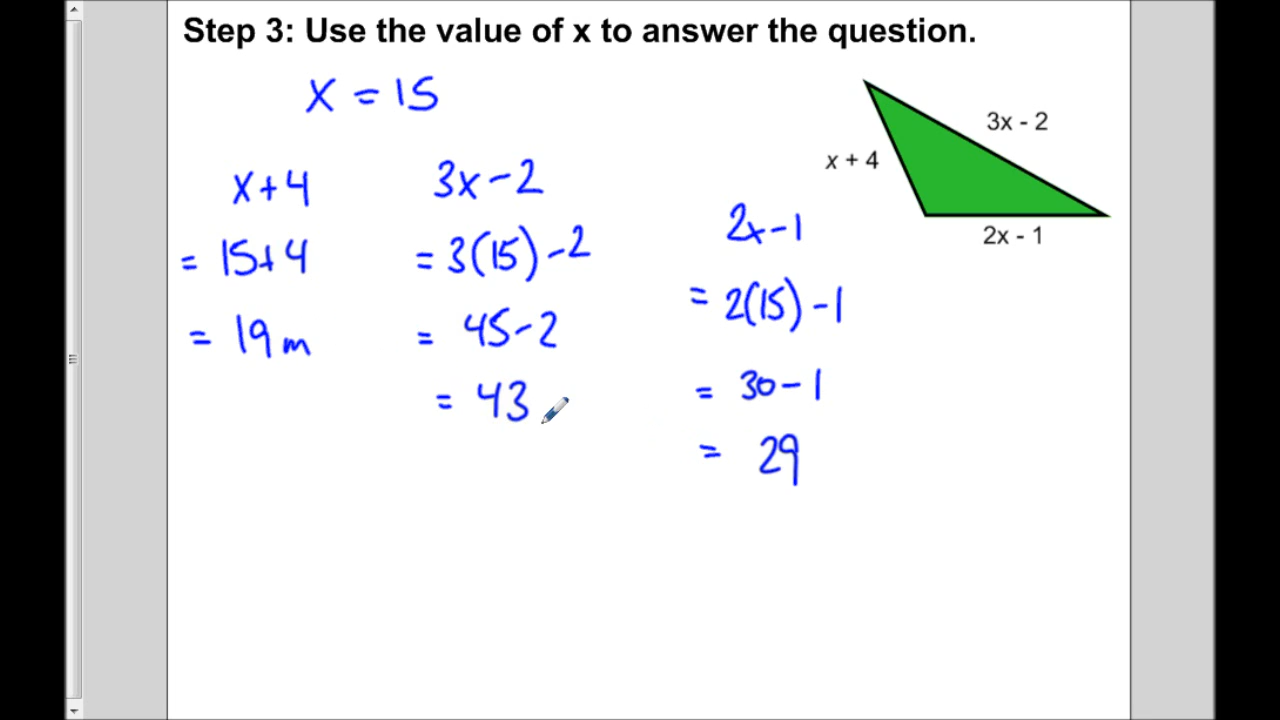 Step 3: Use the value of x to answer the question.
x = 15
x + 4
= 15 + 4
= 19 m
3x - 2
= 3(15) - 2
= 45 - 2
= 43
2x - 1
= 2(15) - 1
= 30 - 1
= 29
3x - 2
x + 4
2x - 1